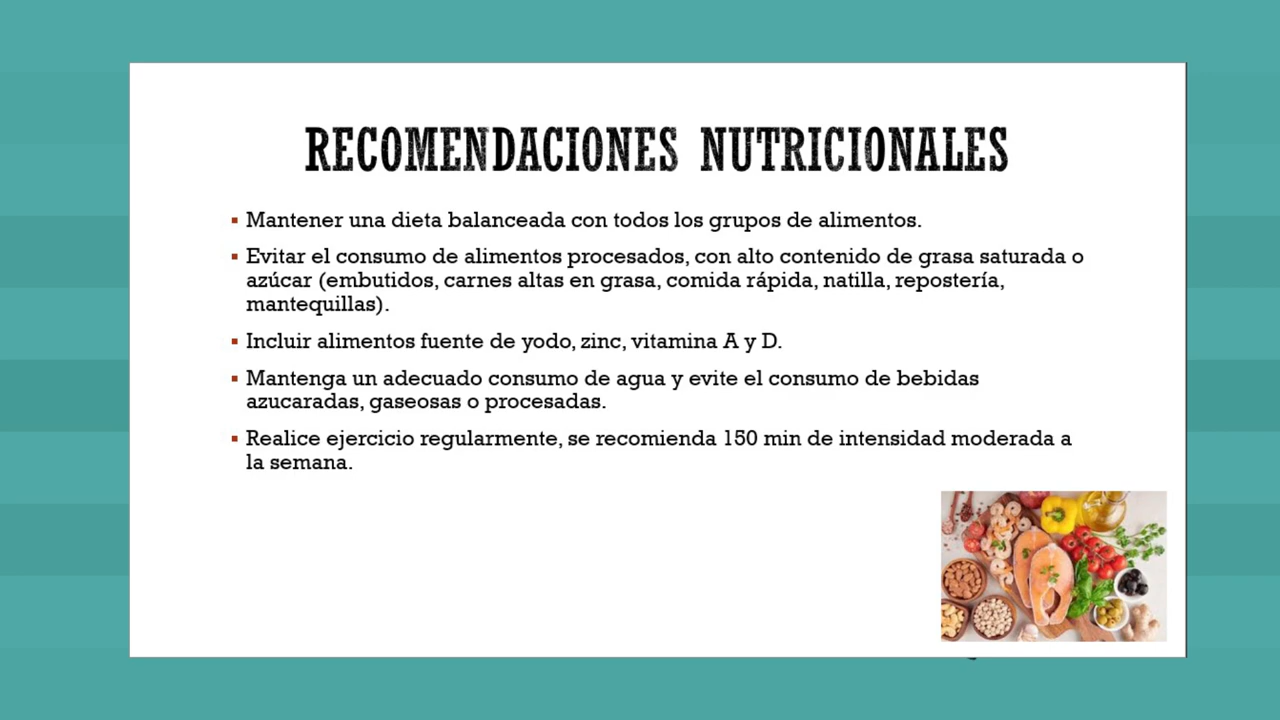 RECOMENDACIONES NUTRICIONALES
▪ Mantener una dieta balanceada con todos los grupos de alimentos.
▪ Evitar el consumo de alimentos procesados, con alto contenido de grasa saturada o
azúcar (embutidos, carnes altas en grasa, comida rápida, natilla, repostería,
mantequillas).
▪ Incluir alimentos fuente de yodo, zinc, vitamina A y D.
▪ Mantenga un adecuado consumo de agua y evite el consumo de bebidas
azucaradas, gaseosas o procesadas.
▪ Realice ejercicio regularmente, se recomienda 150 min de intensidad moderada a
la semana.